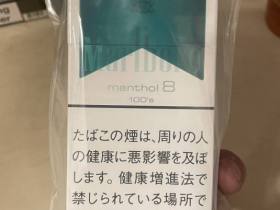 Marlboro
menthol 8
100's
たばこの煙は、周りの人
の健康に悪影響を及ぼ
します。健康増進法で
禁じられている場所で